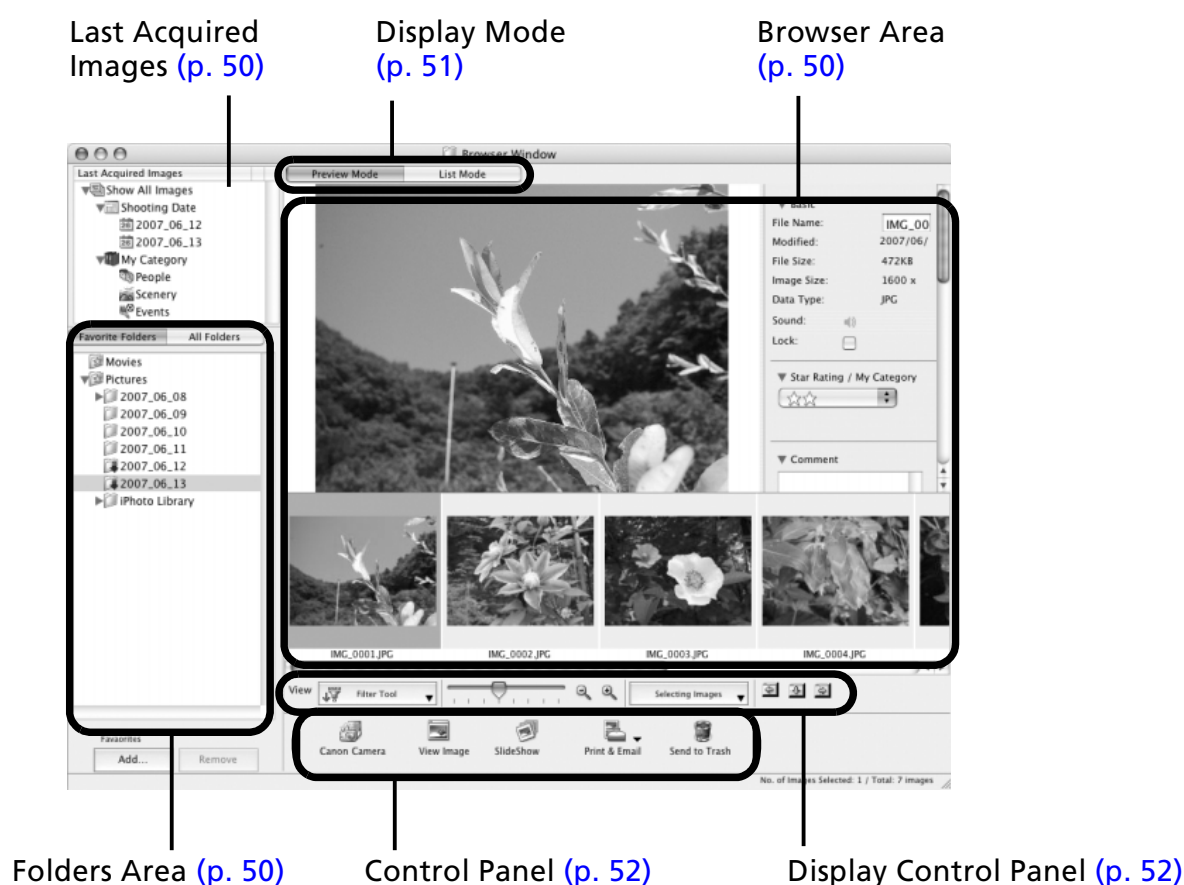 Last Acquired
Images (p. 50)
Display Mode
(p. 51)
Browser Area
(p. 50)
Browser Window
Last Acquired Images
Preview Mode
List Mode
Show All Images
Shooting Date
2007_06_12
2007_06_13
My Category
People
Scenery
Events
Favorite Folders
All Folders
Movies
Pictures
2007_06_08
2007_06_09
2007_06_10
2007_06_11
2007_06_12
2007_06_13
iPhoto Library
Basic
File Name: IMG_00
Modified: 2007/06/
File Size: 472KB
Image Size: 1600 x
Data Type: JPG
Sound:
Lock:
Star Rating / My Category
Comment
IMG_0001.JPG
IMG_0002.JPG
IMG_0003.JPG
IMG_0004.JPG
View
Filter Tool
Selecting Images
Canon Camera
View Image
SlideShow
Print & Email
Send to Trash
Favaorites
Add...
Remove
No. of Images Selected: 1 / Total: 7 images
Folders Area (p. 50)
Control Panel (p. 52)
Display Control Panel (p. 52)